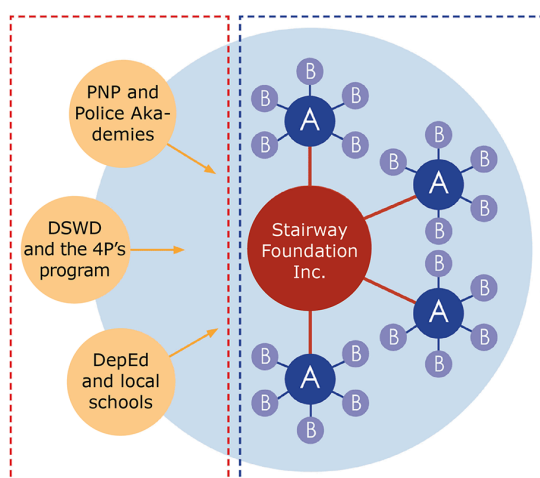 PNP and
Police Aka-
demies
DSWD
and the 4P's
program
DepEd
and local
schools
Stairway
Foundation
Inc.
A
B
B
B
B
B
A
B
B
B
B
B
A
B
B
B
B
B
A
B
B
B
B
B